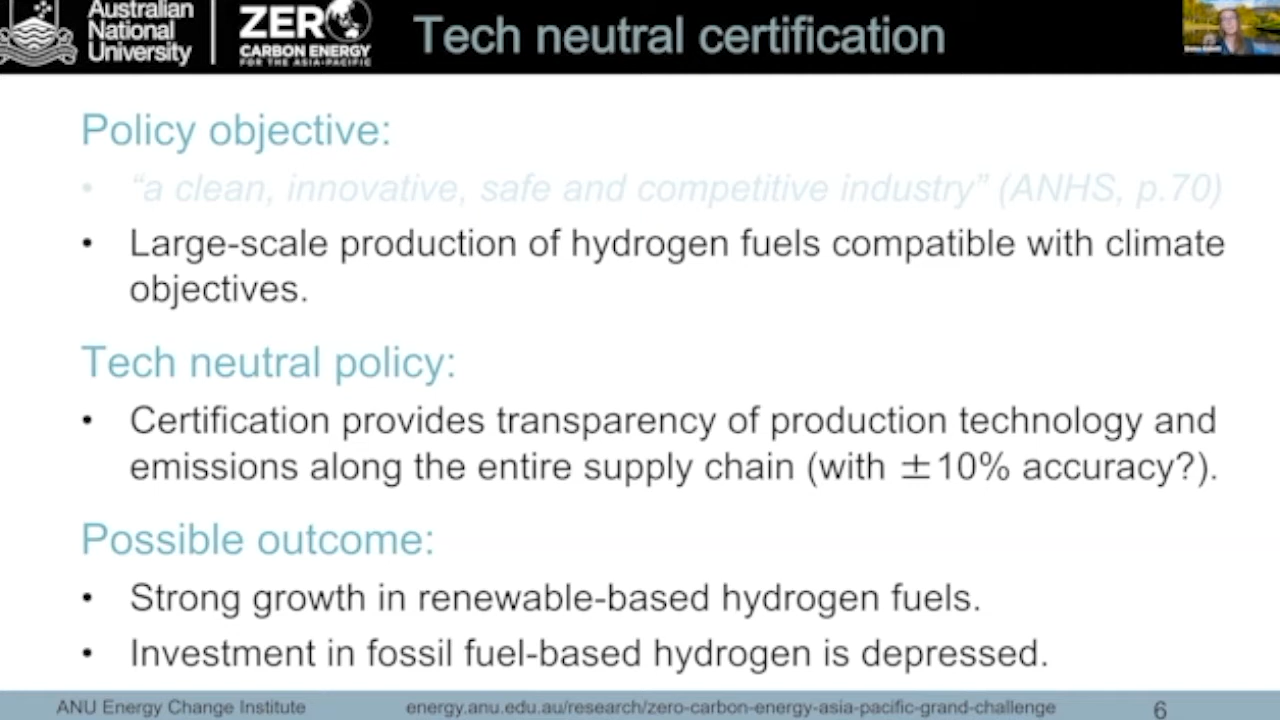 Australian
National
University
ZERO
CARBON ENERGY
FOR THE ASIA-PACIFIC
Tech neutral certification
Policy objective:
• “a clean, innovative, safe and competitive industry” (ANHS, p.70)
• Large-scale production of hydrogen fuels compatible with climate
objectives.
Tech neutral policy:
• Certification provides transparency of production technology and
emissions along the entire supply chain (with ±10% accuracy?).
Possible outcome:
• Strong growth in renewable-based hydrogen fuels.
• Investment in fossil fuel-based hydrogen is depressed.
ANU Energy Change Institute
energy.anu.edu.au/research/zero-carbon-energy-asia-pacific-grand-challenge
6